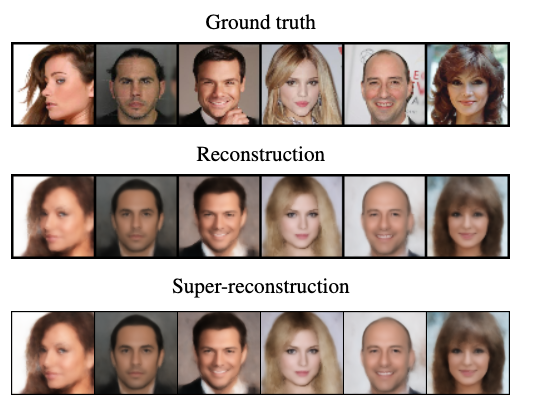 Ground truth
Reconstruction
Super-reconstruction